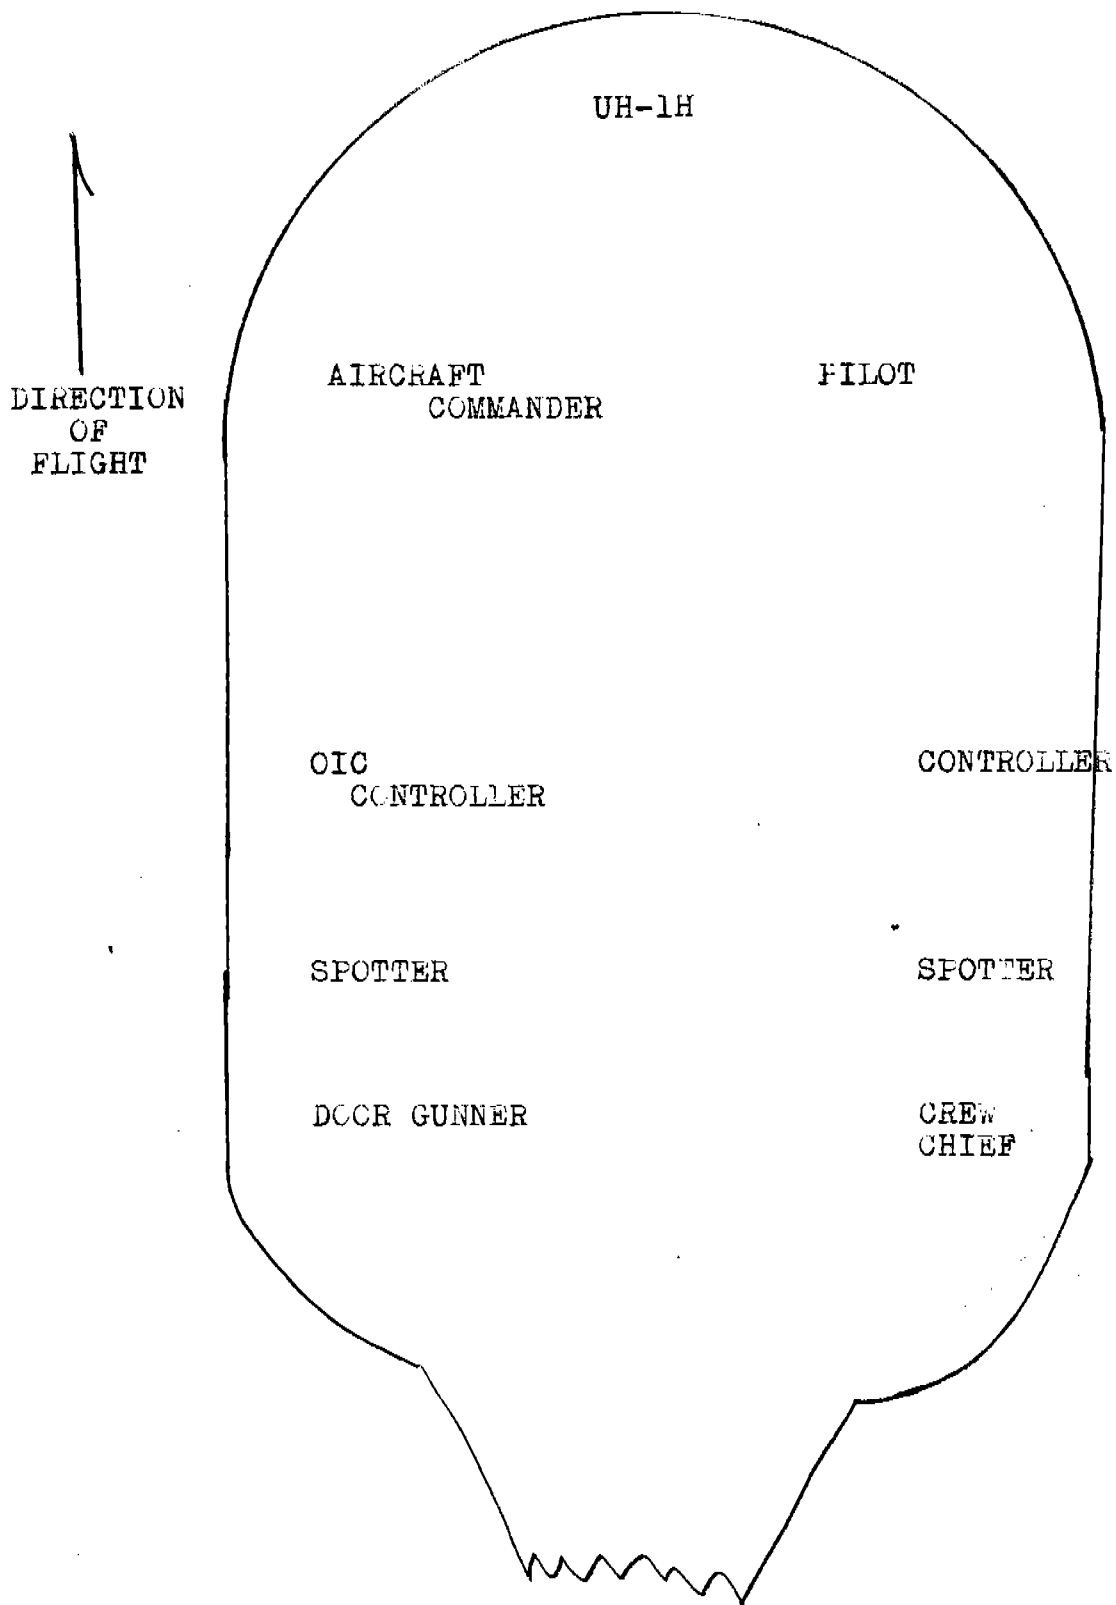 UH-1H
DIRECTION
OF
FLIGHT
AIRCRAFT
COMMANDER
PILOT
OIC
CONTROLLER
CONTROLLER
SPOTTER
SPOTTER
DOOR GUNNER
CREW
CHIEF